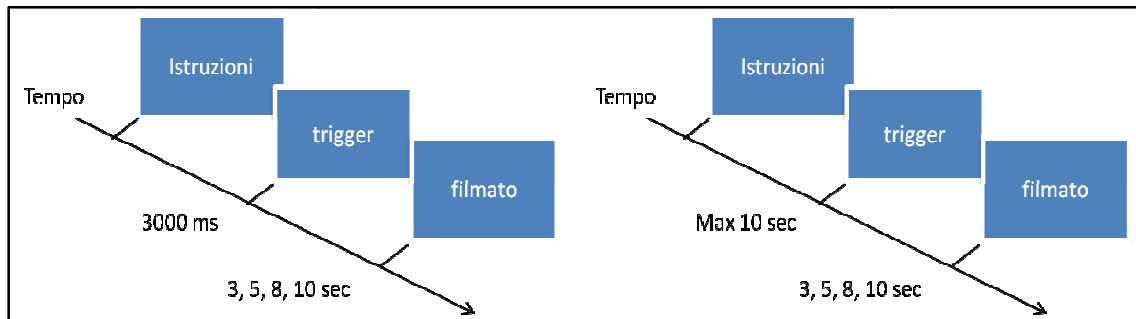 Istruzioni
Tempo
trigger
filmato
3000 ms
3, 5, 8, 10 sec
Istruzioni
Tempo
trigger
filmato
Max 10 sec
3, 5, 8, 10 sec